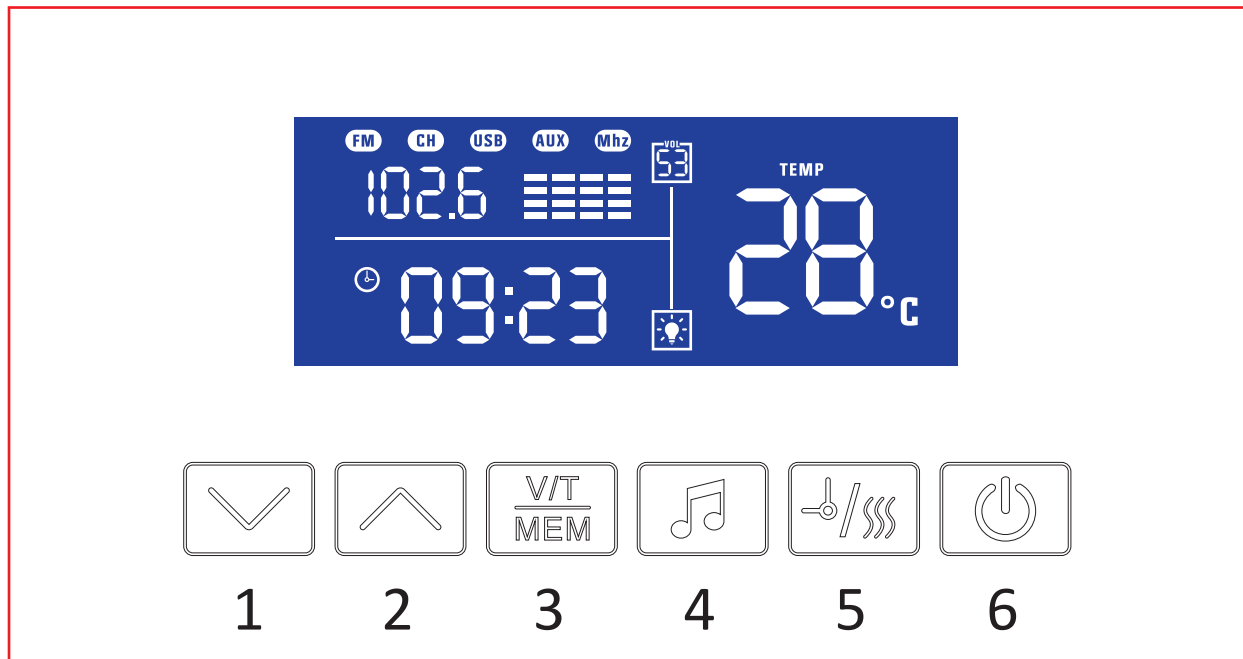 FM CH USB AUX Mhz
VOL
53
102.6
TEMP
28 °C
09:23
V/T
MEM
1 2 3 4 5 6